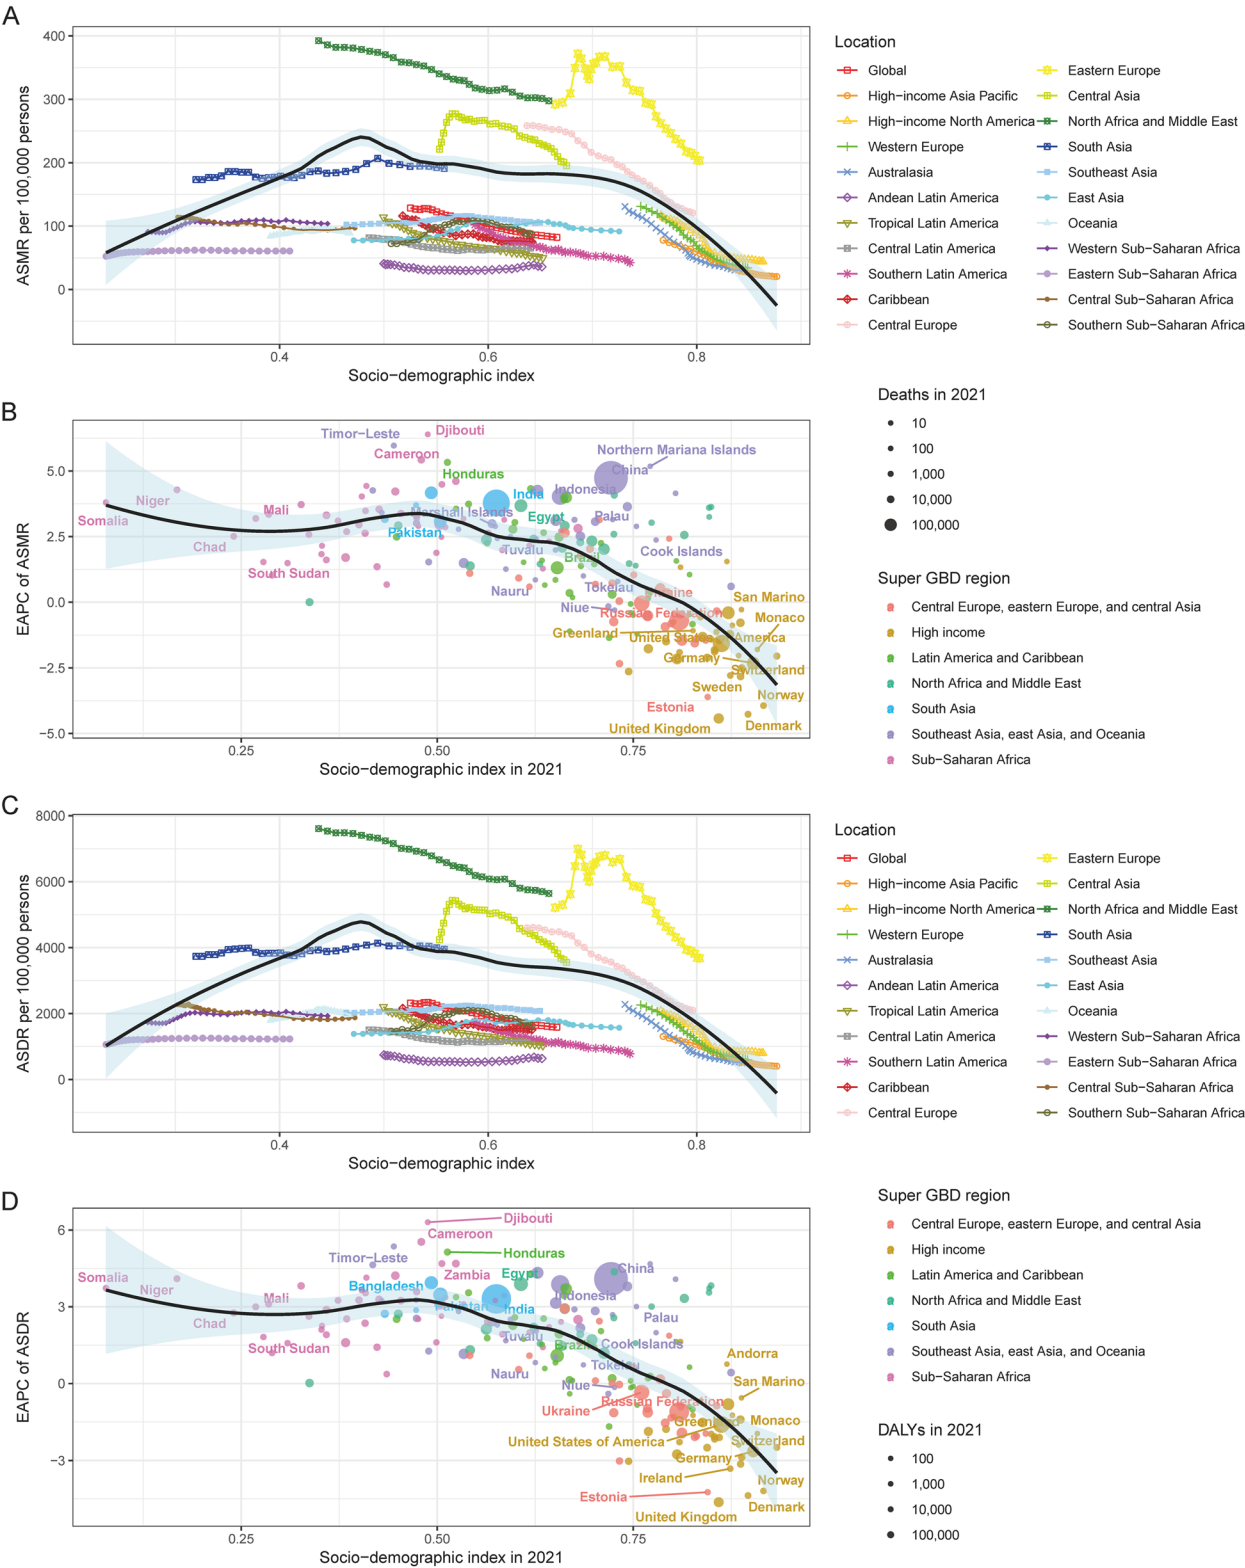 A
ASMR per 100,000 persons
400
300
200
100
0
0.4
0.6
0.8
Socio−demographic index
Location
Global
High−income Asia Pacific
High−income North America
Western Europe
Australasia
Andean Latin America
Tropical Latin America
Central Latin America
Southern Latin America
Caribbean
Central Europe
Eastern Europe
Central Asia
North Africa and Middle East
South Asia
Southeast Asia
East Asia
Oceania
Western Sub−Saharan Africa
Eastern Sub−Saharan Africa
Central Sub−Saharan Africa
Southern Sub−Saharan Africa
B
EAPC of ASMR
5.0
2.5
0.0
−2.5
−5.0
0.25
0.50
0.75
Socio−demographic index in 2021
Timor−Leste
Djibouti
Cameroon
Northern Mariana Islands
China
Honduras
Niger
India
Indonesia
Somalia
Mali
Marshall Islands
Egypt
Palau
Pakistan
Chad
Tuvalu
Brazil
Cook Islands
South Sudan
Nauru
Tokelau
Ukraine
Niue
San Marino
Russian Federation
Monaco
Greenland
United States of America
Germany
Switzerland
Sweden
Norway
Estonia
United Kingdom
Denmark
Deaths in 2021
10
100
1,000
10,000
100,000
Super GBD region
Central Europe, eastern Europe, and central Asia
High income
Latin America and Caribbean
North Africa and Middle East
South Asia
Southeast Asia, east Asia, and Oceania
Sub−Saharan Africa
C
ASDR per 100,000 persons
8000
6000
4000
2000
0
0.4
0.6
0.8
Socio−demographic index
Location
Global
High−income Asia Pacific
High−income North America
Western Europe
Australasia
Andean Latin America
Tropical Latin America
Central Latin America
Southern Latin America
Caribbean
Central Europe
Eastern Europe
Central Asia
North Africa and Middle East
South Asia
Southeast Asia
East Asia
Oceania
Western Sub−Saharan Africa
Eastern Sub−Saharan Africa
Central Sub−Saharan Africa
Southern Sub−Saharan Africa
D
EAPC of ASDR
6
3
0
−3
0.25
0.50
0.75
Socio−demographic index in 2021
Djibouti
Cameroon
Timor−Leste
Honduras
Somalia
Niger
Zambia
Egypt
China
Bangladesh
Mali
Pakistan
India
Indonesia
Chad
Palau
South Sudan
Tuvalu
Brazil
Cook Islands
Nauru
Tokelau
Andorra
Niue
San Marino
Ukraine
Russian Federation
Greenland
Monaco
United States of America
Switzerland
Germany
Ireland
Norway
Estonia
Denmark
United Kingdom
Super GBD region
Central Europe, eastern Europe, and central Asia
High income
Latin America and Caribbean
North Africa and Middle East
South Asia
Southeast Asia, east Asia, and Oceania
Sub−Saharan Africa
DALYs in 2021
100
1,000
10,000
100,000